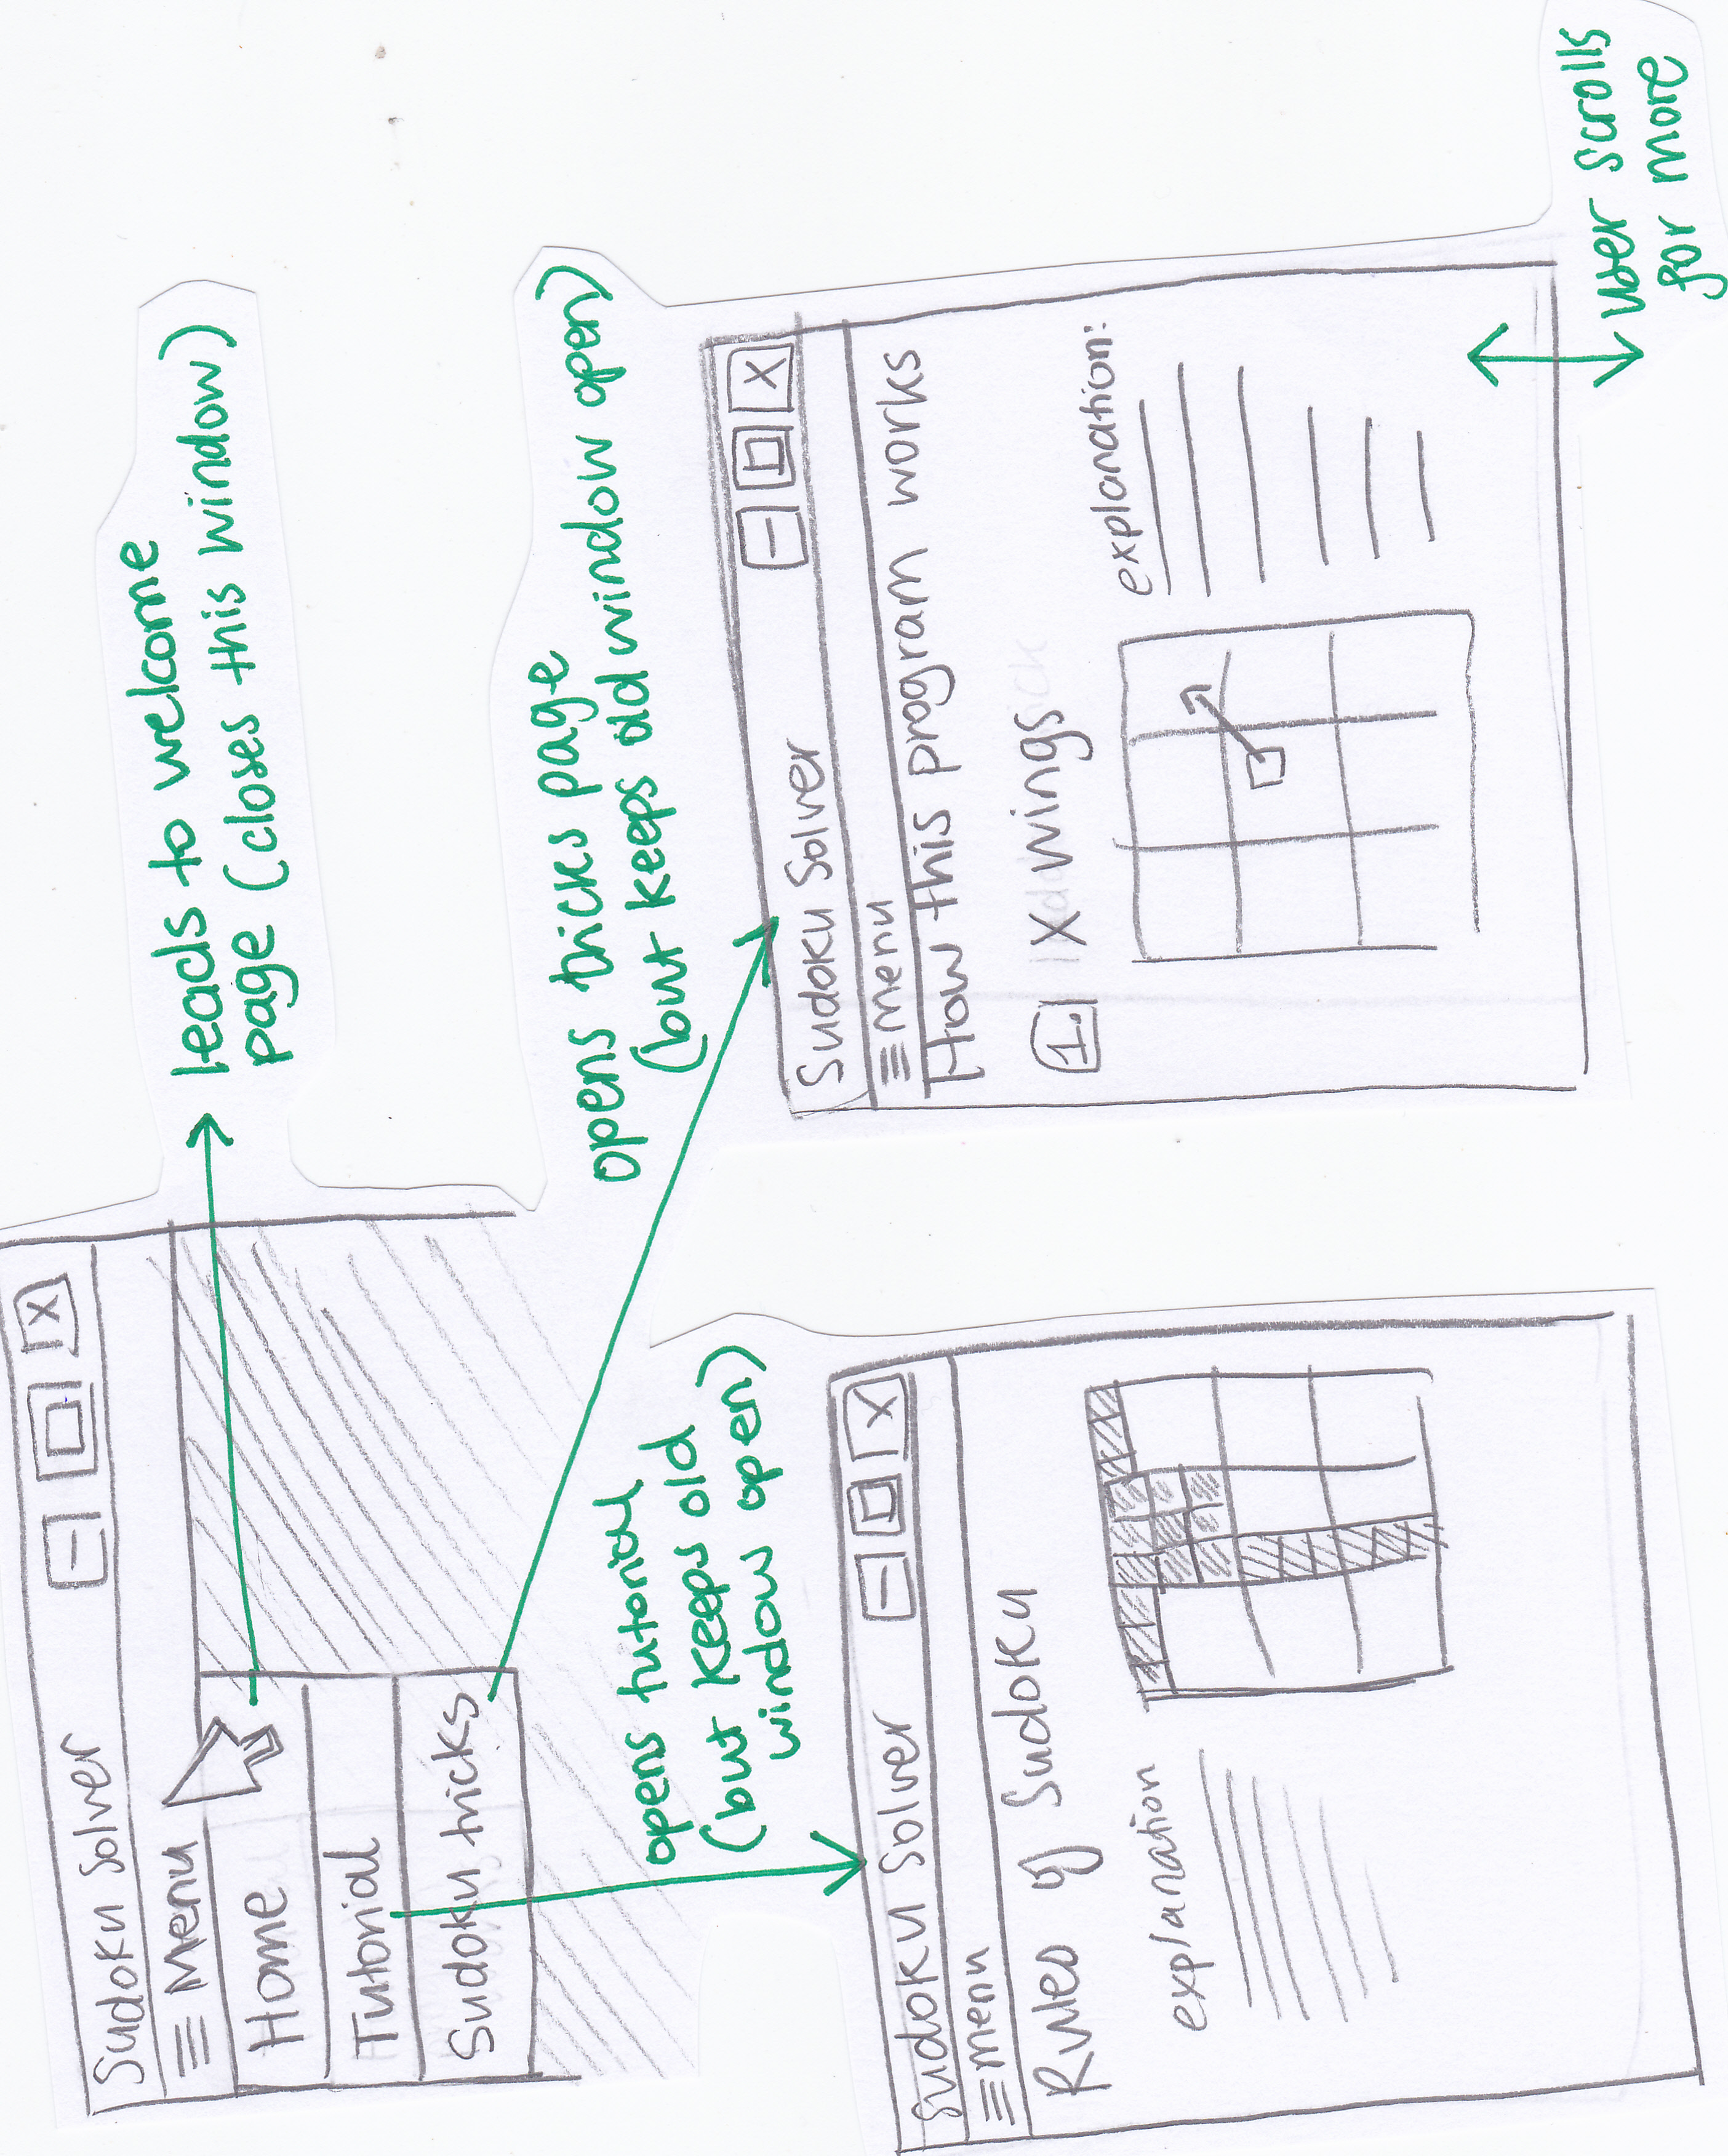 Sudoku Solver
Menu
Home
Tutorial
Sudoku tricks
leads to welcome
page (closes this window)
opens tutorial
(but keeps old
window open)
opens tricks page
(but keeps old window open)
Sudoku Solver
menu
Rules of Sudoku
explanation
Sudoku Solver
menu
How this program works
1. X wings
explanation:
user scrolls
for more